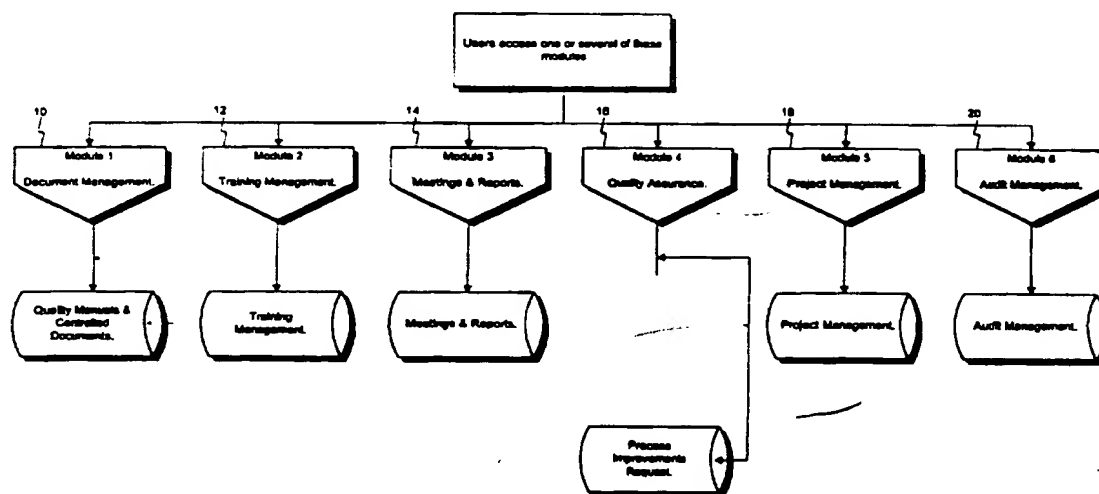 Users access one or several of these
modules
10
12
14
16
18
20
Module 1
Document Management.
Module 2
Training Management.
Module 3
Meetings & Reports.
Module 4
Quality Assurance.
Module 5
Project Management.
Module 6
Audit Management.
Quality Manuals &
Controlled
Documents.
Training
Management.
Meetings & Reports.
Project Management.
Audit Management.
Process
Improvements
Request.